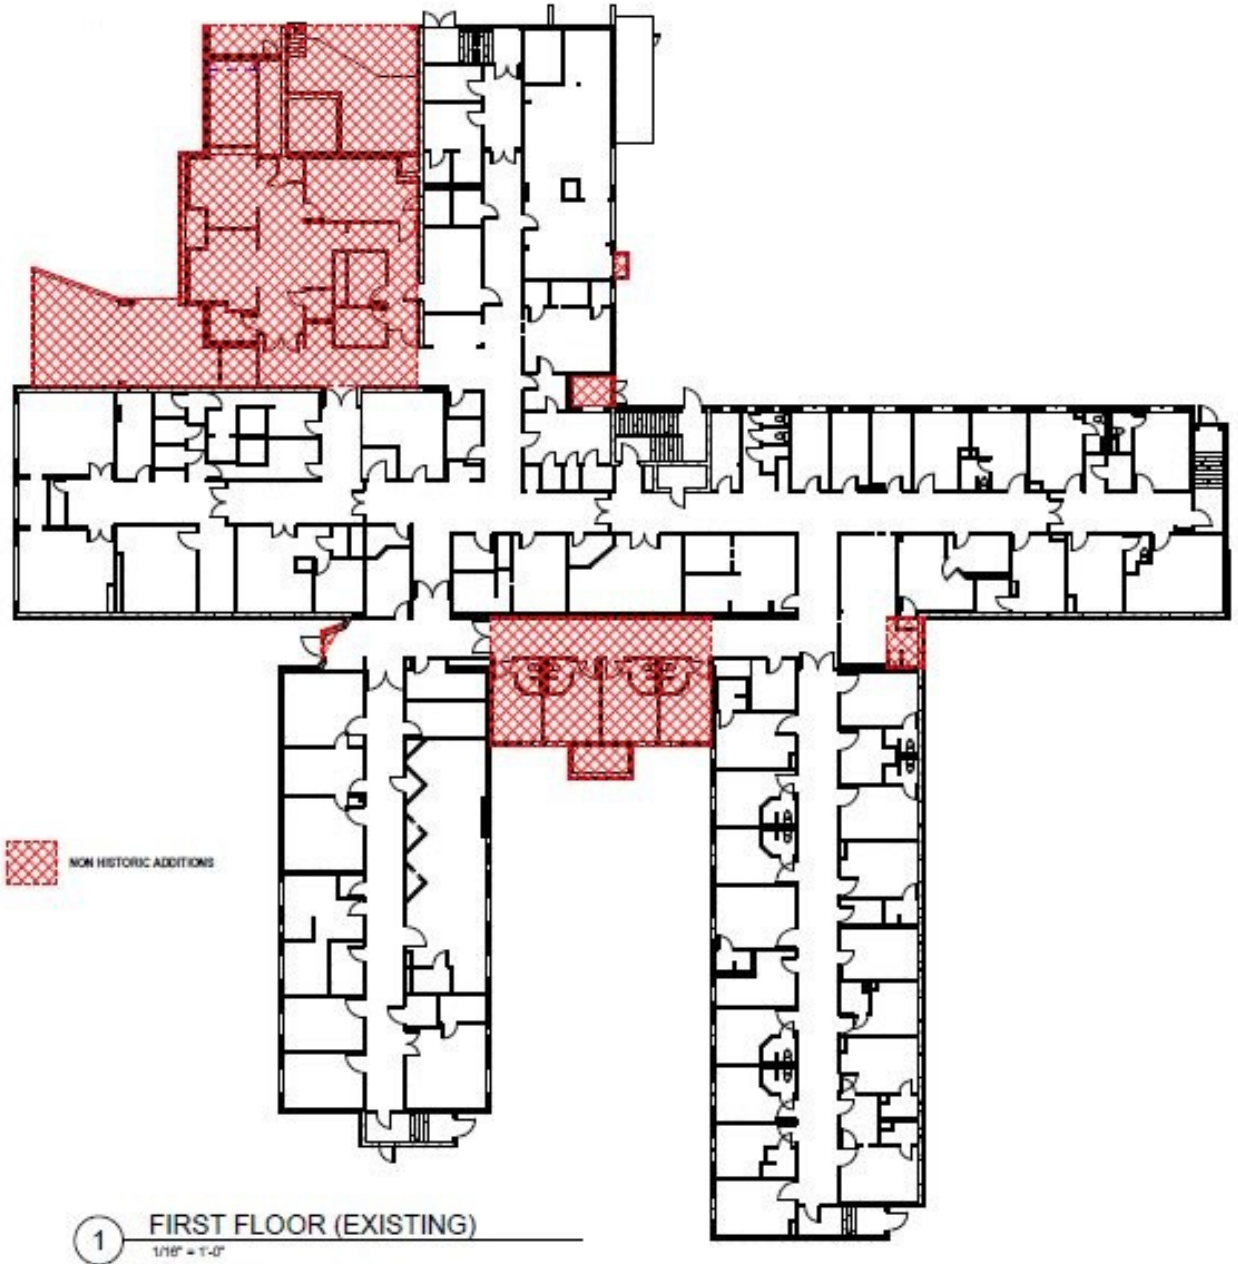 NON HISTORIC ADDITIONS
1
FIRST FLOOR (EXISTING)
1/16" = 1'-0"